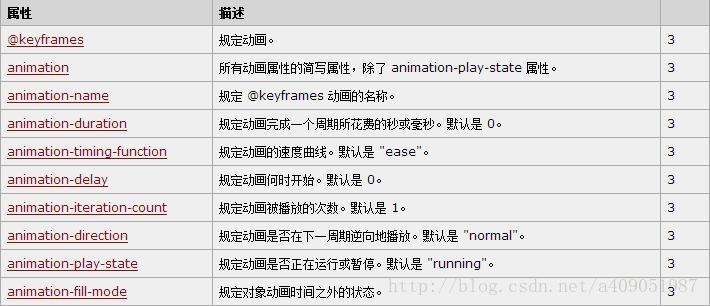 属性 描述
@keyframes 规定动画。 3
animation 所有动画属性的简写属性，除了 animation-play-state 属性。 3
animation-name 规定 @keyframes 动画的名称。 3
animation-duration 规定动画完成一个周期所花费的秒或毫秒。默认是 0。 3
animation-timing-function 规定动画的速度曲线。默认是 "ease"。 3
animation-delay 规定动画何时开始。默认是 0。 3
animation-iteration-count 规定动画被播放的次数。默认是 1。 3
animation-direction 规定动画是否在下一周期逆向地播放。默认是 "normal"。 3
animation-play-state 规定动画是否正在运行或暂停。默认是 "running"。 3
animation-fill-mode 规定对象动画时间之外的状态。 3
http://blog.csdn.net/a409051987